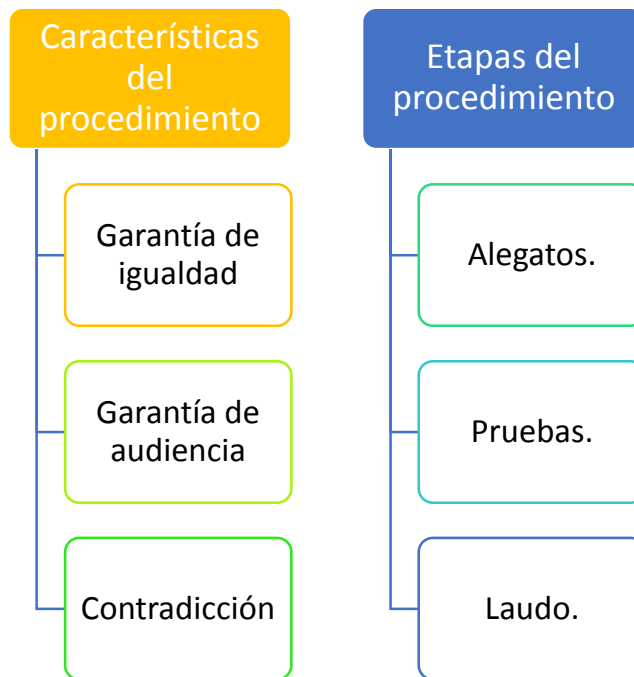 Características
del
procedimiento
Garantía de
igualdad
Garantía de
audiencia
Contradicción
Etapas del
procedimiento
Alegatos.
Pruebas.
Laudo.